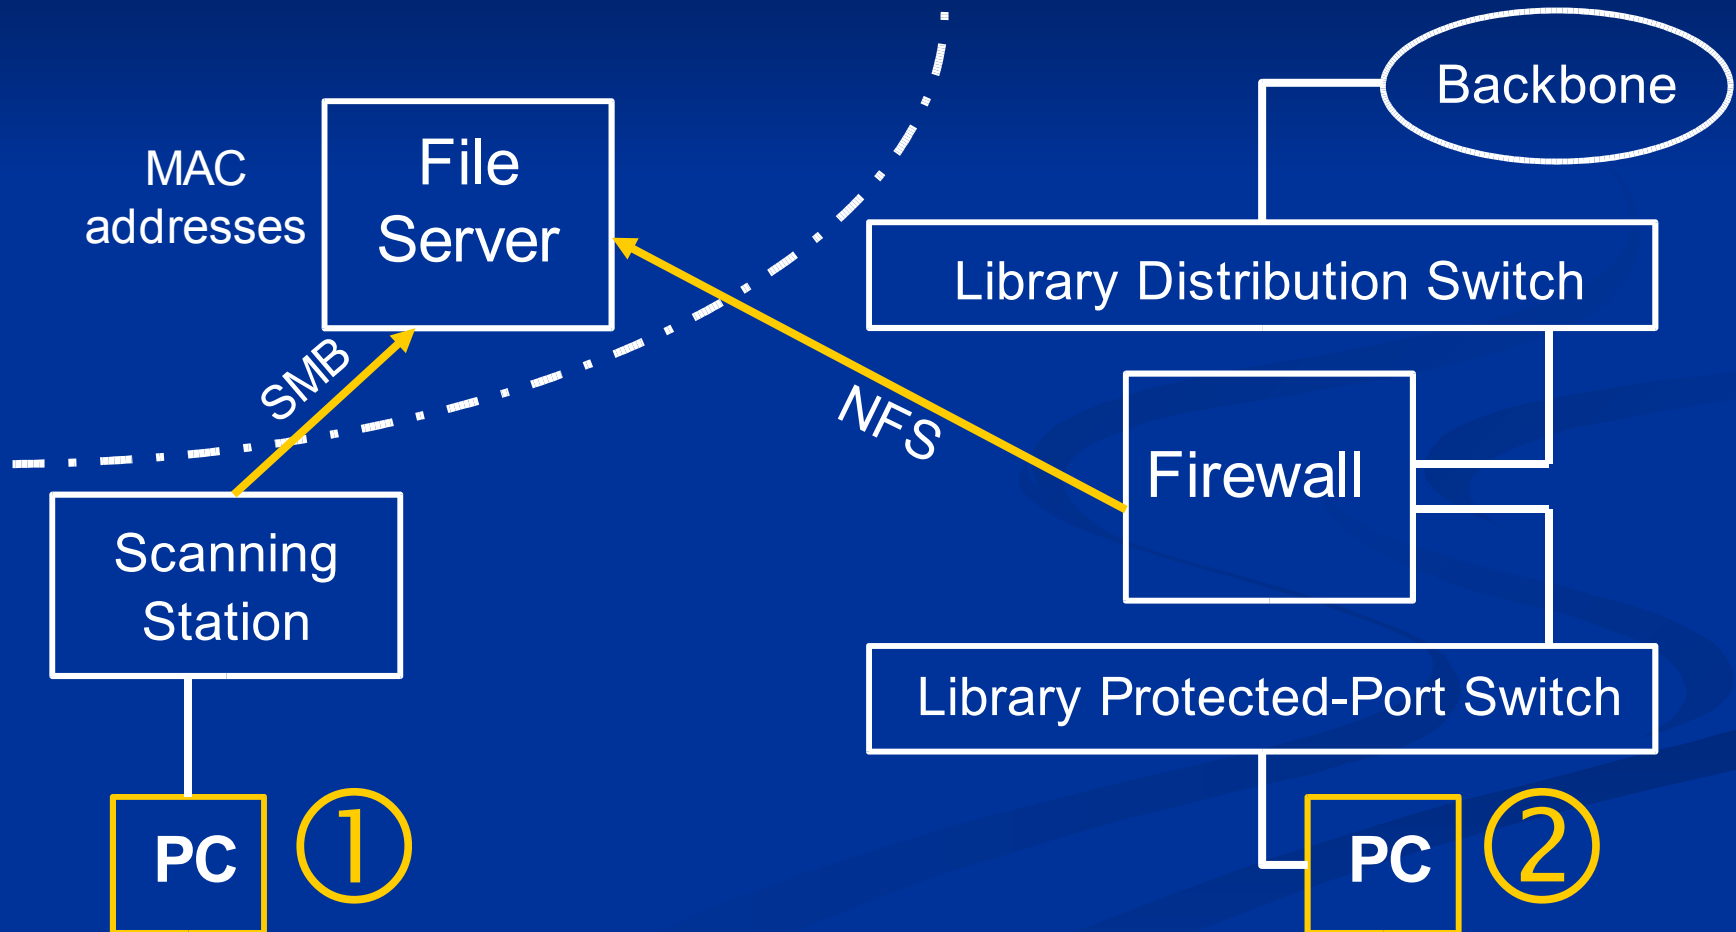 Backbone
MAC
addresses
File
Server
Library Distribution Switch
SMB
NFS
Firewall
Scanning
Station
Library Protected-Port Switch
PC
①
PC
②